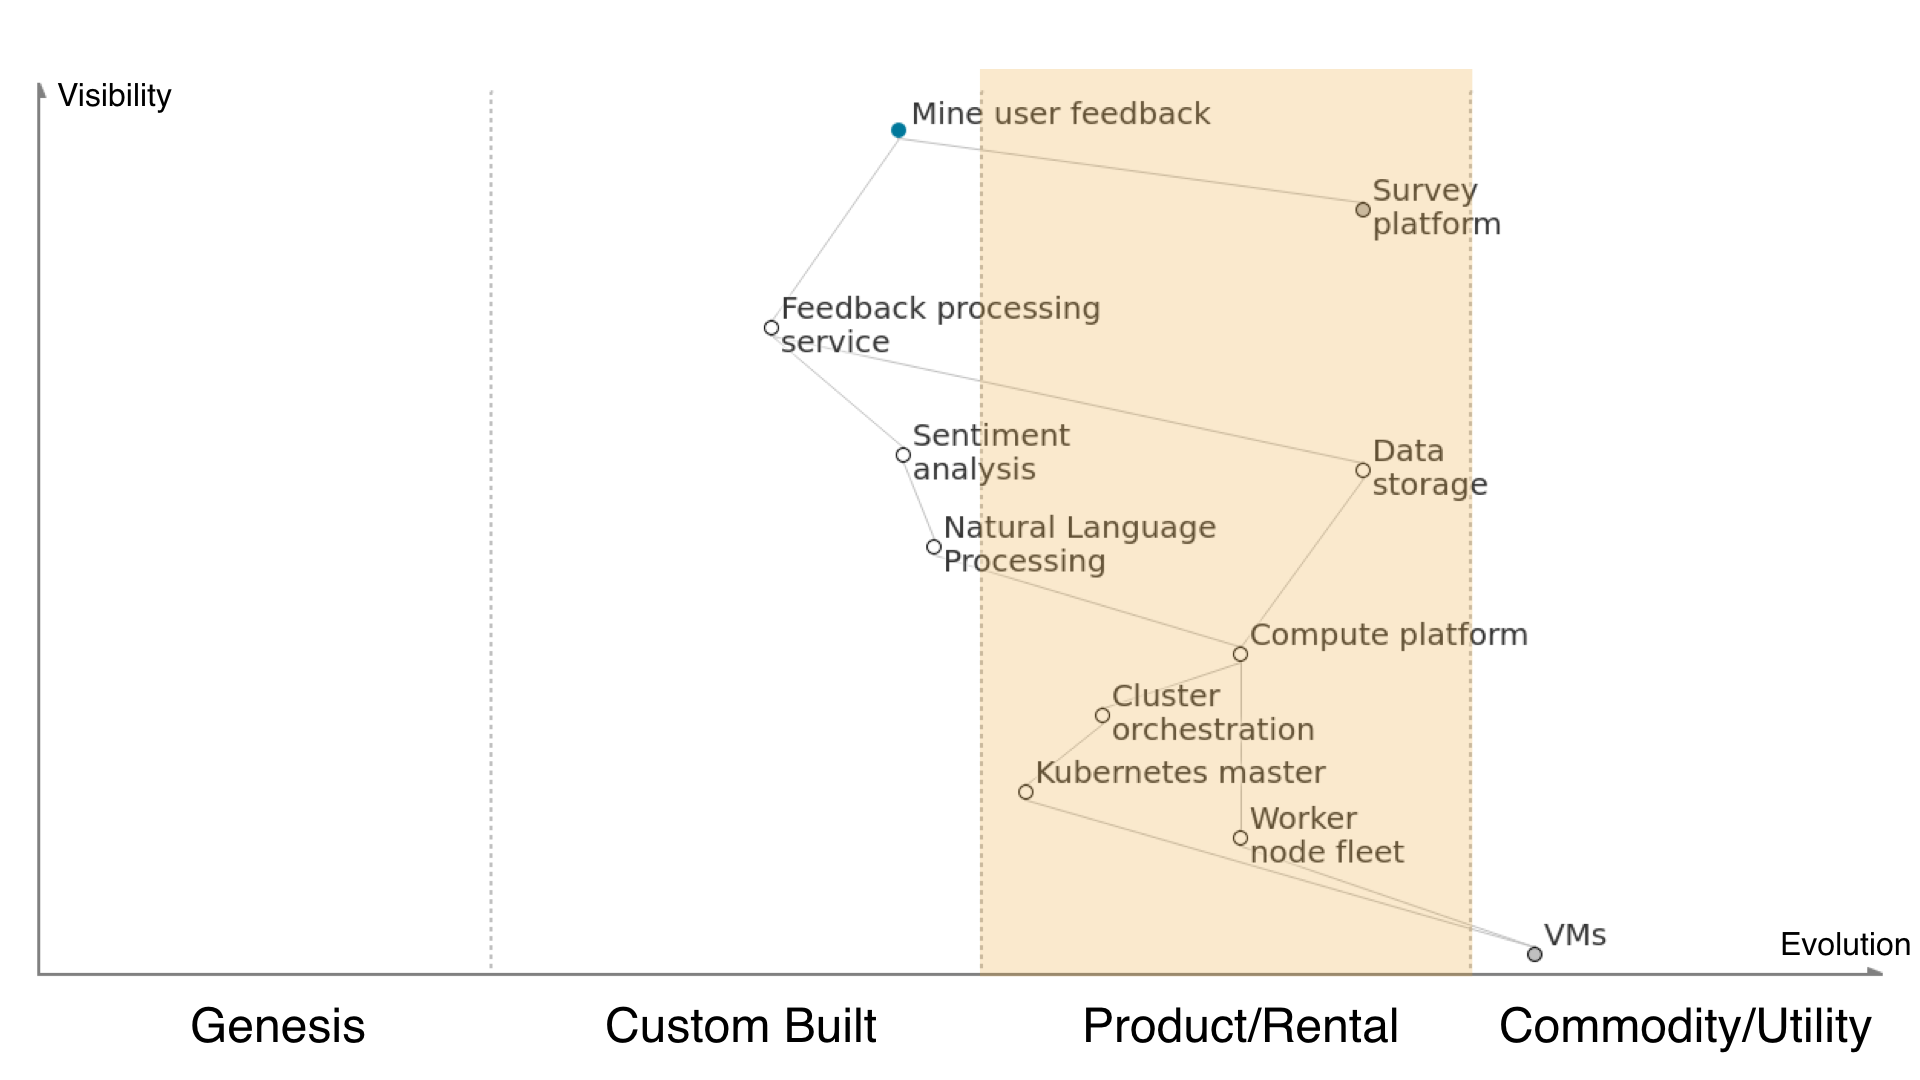 Visibility
Mine user feedback
Survey
platform
Feedback processing
service
Sentiment
analysis
Data
storage
Natural Language
Processing
Compute platform
Cluster
orchestration
Kubernetes master
Worker
node fleet
VMs
Evolution
Genesis
Custom Built
Product/Rental
Commodity/Utility